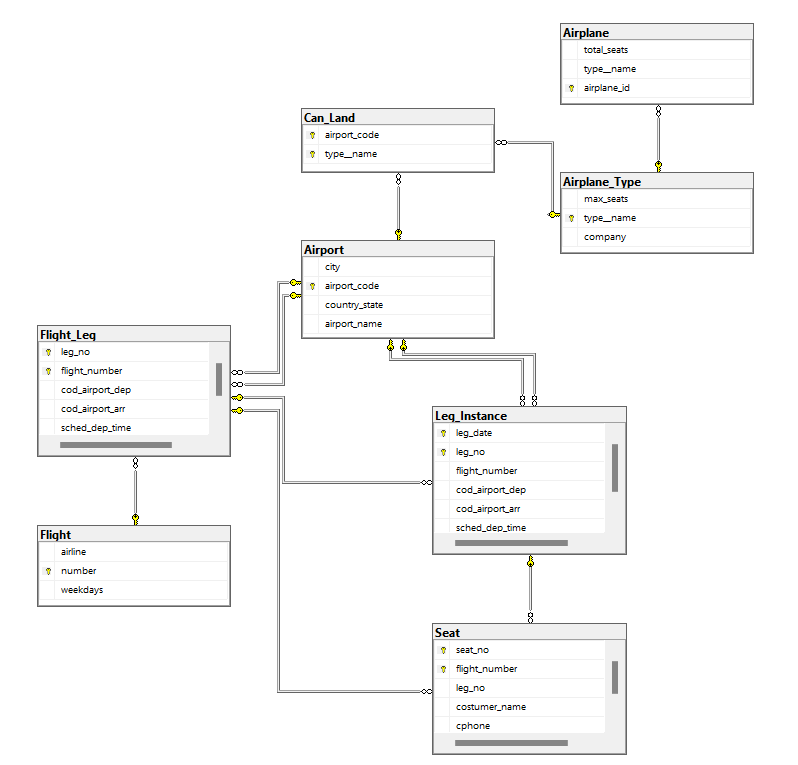 Airplane
total_seats
type__name
airplane_id
Can_Land
airport_code
type__name
Airplane_Type
max_seats
type__name
company
Airport
city
airport_code
country_state
airport_name
Flight_Leg
leg_no
flight_number
cod_airport_dep
cod_airport_arr
sched_dep_time
Leq_Instance
leg_date
leg_no
flight_number
cod_airport_dep
cod_airport_arr
sched_dep_time
Flight
airline
number
weekdays
Seat
seat_no
flight_number
leg_no
costumer_name
cphone